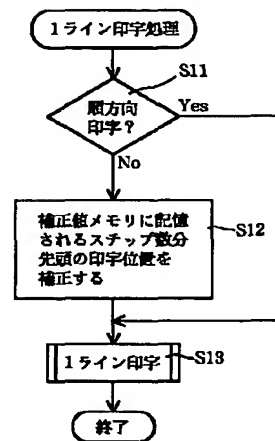 1ライン印字処理
S11
順方向
印字?
Yes
No
補正値メモリに記憶
されるステップ数分
先頭の印字位置を
補正する
S12
1ライン印字
S13
終了